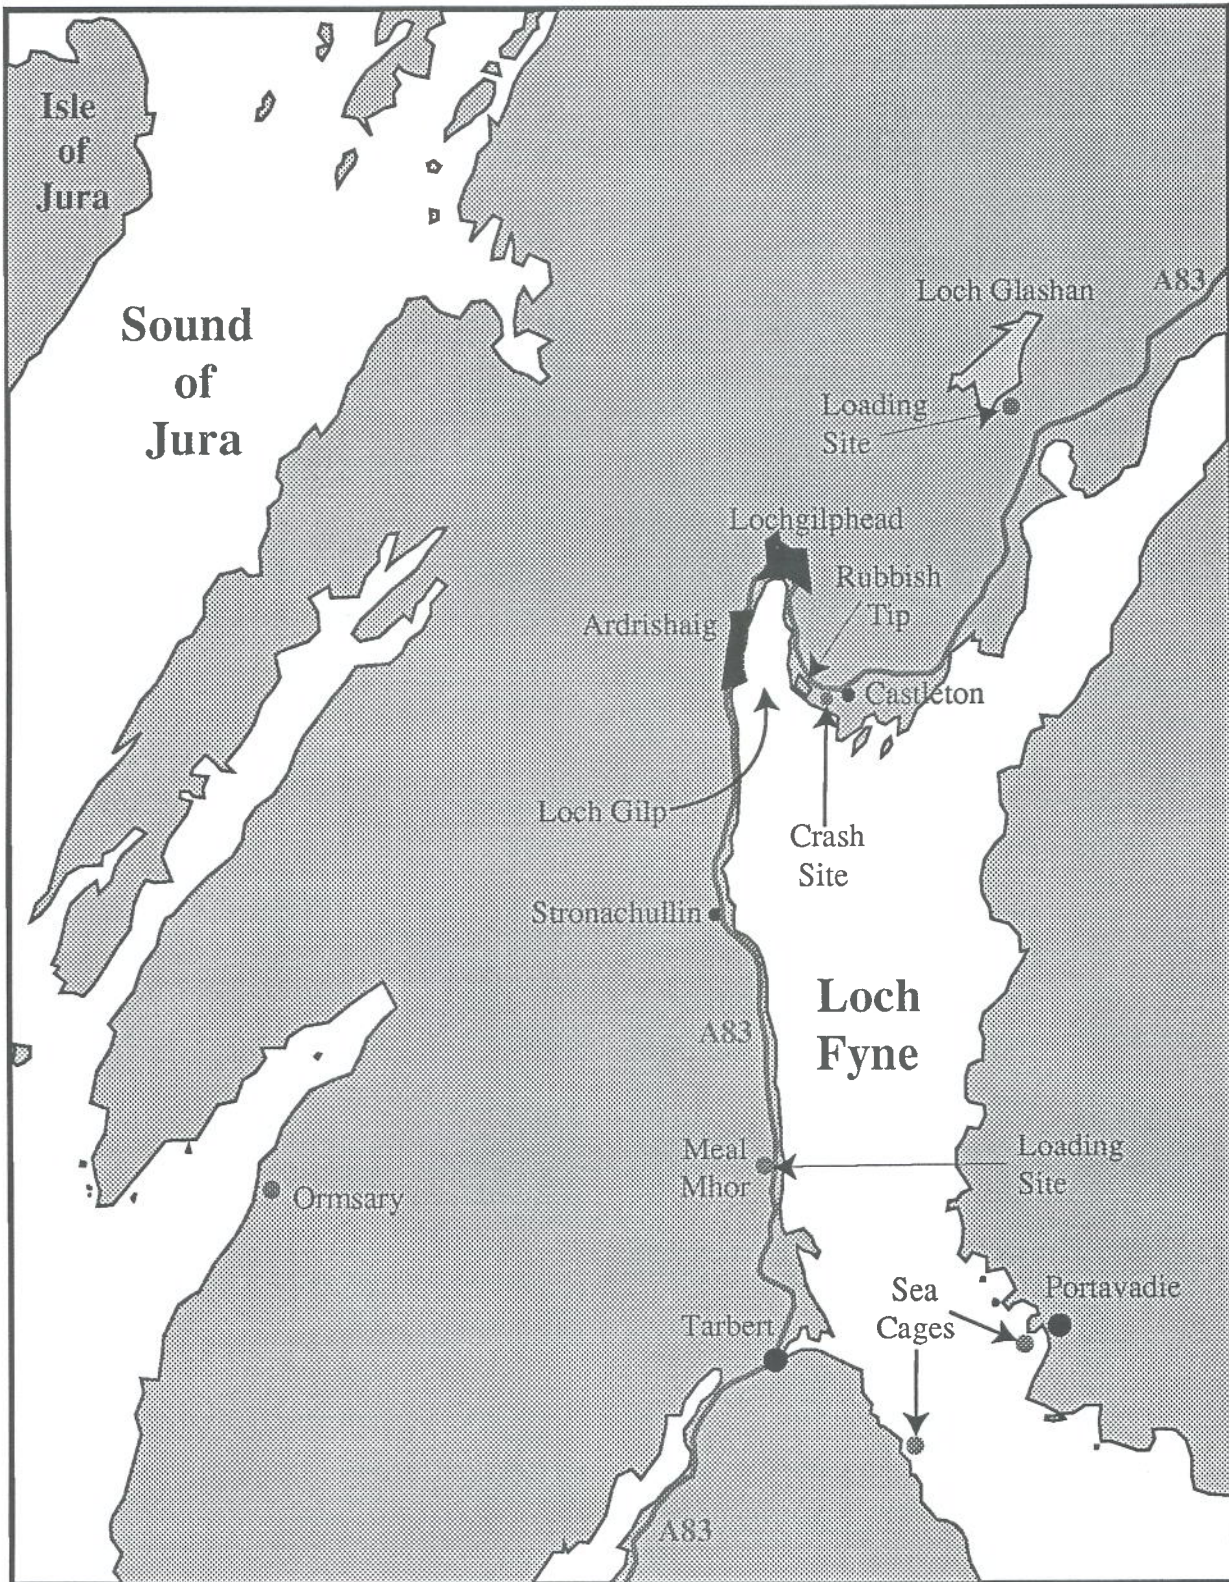 Isle
of
Jura
Sound
of
Jura
Loch Glashan
A83
Loading
Site
Lochgilphead
Rubbish
Tip
Ardrishaig
Castleton
Loch Gilp
Crash
Site
Stronachullin
Loch
Fyne
A83
Meal
Mhor
Loading
Site
Ormsary
Sea
Cages
Portavadie
Tarbert
A83